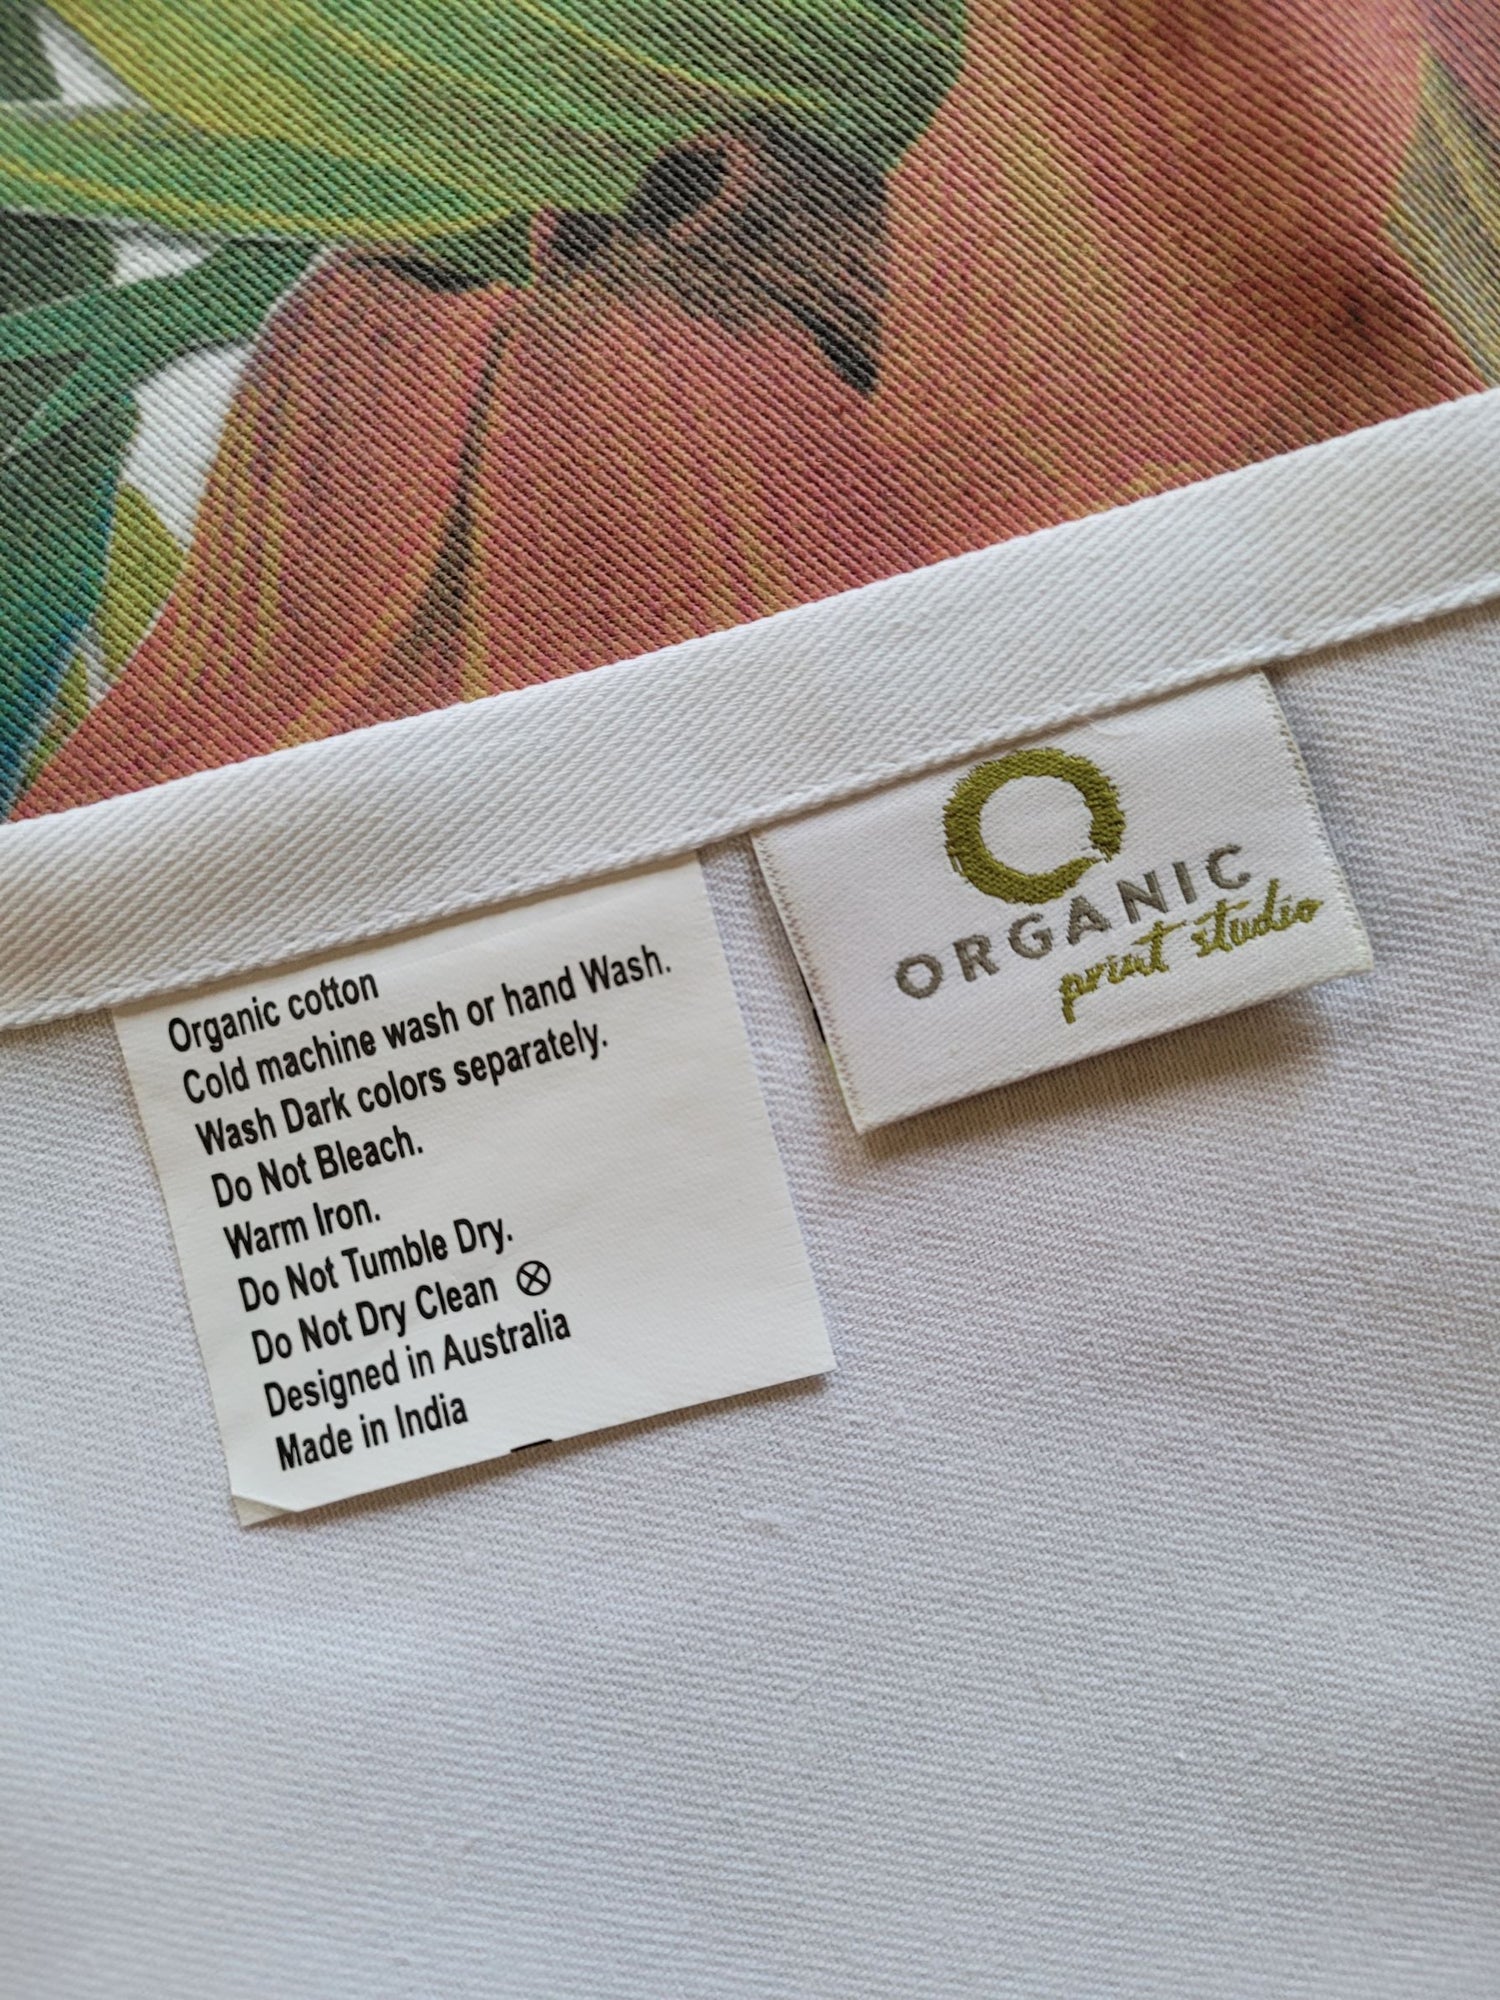 Organic cotton
Cold machine wash or hand Wash.
Wash Dark colors separately.
Do Not Bleach.
Warm Iron.
Do Not Tumble Dry.
Do Not Dry Clean
Designed in Australia
Made in India
ORGANIC
print studio